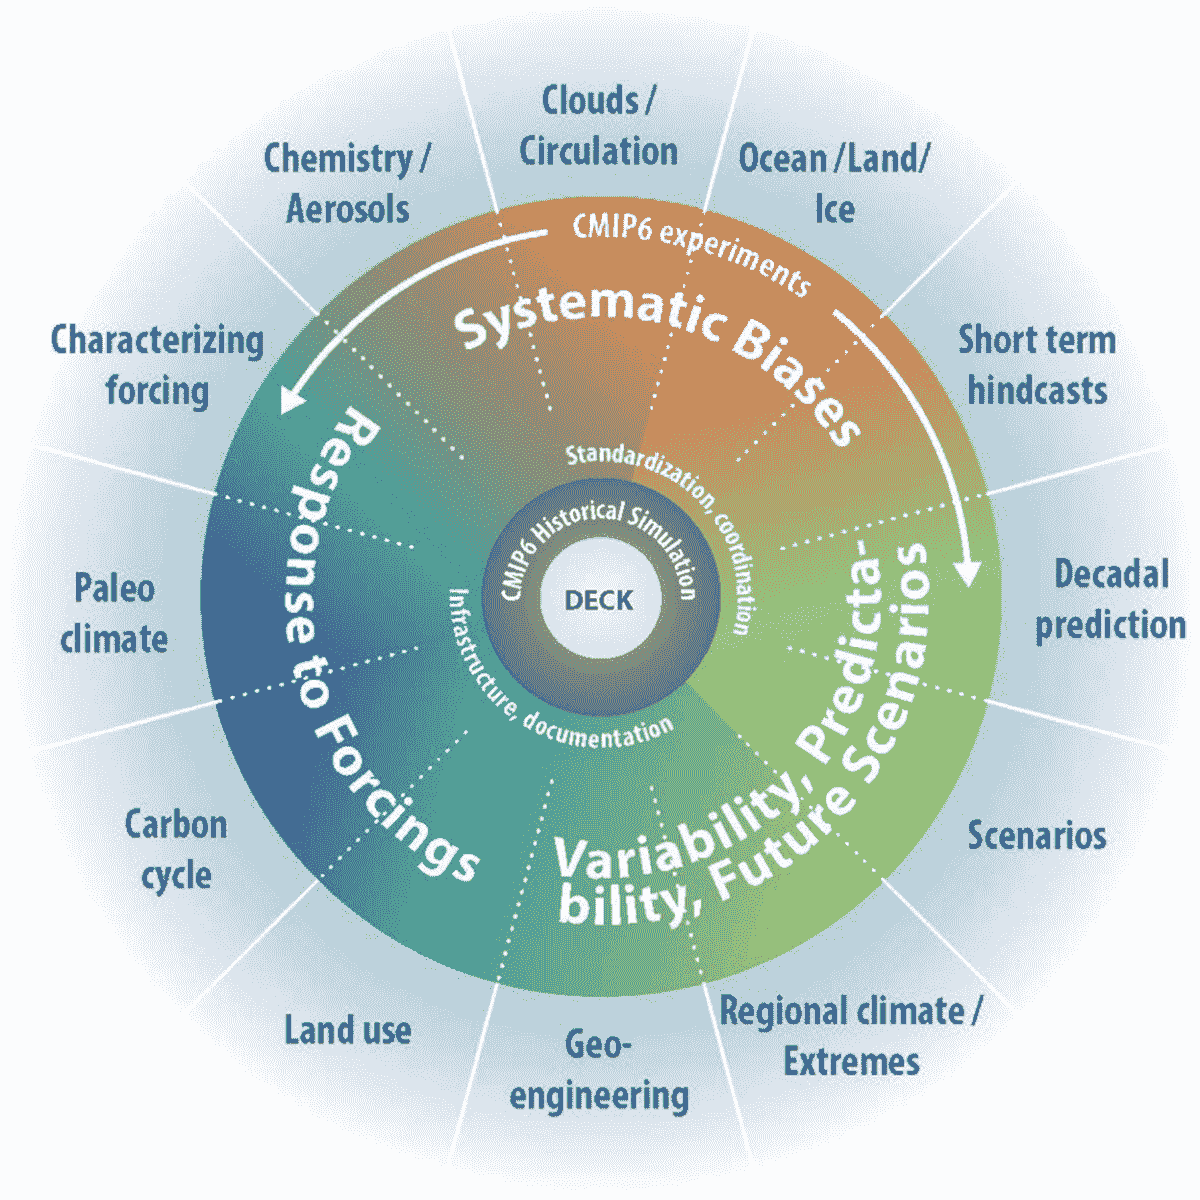 Clouds /
Circulation
Ocean /Land/
Ice
Short term
hindcasts
Decadal
prediction
Scenarios
Regional climate /
Extremes
Geo-
engineering
Land use
Carbon
cycle
Paleo
climate
Characterizing
forcing
Chemistry /
Aerosols
CMIP6 experiments
Systematic Biases
Variability, Predicta-
bility, Future Scenarios
Response to Forcings
Standardization, coordination
Infrastructure, documentation
CMIP6 Historical Simulation
DECK